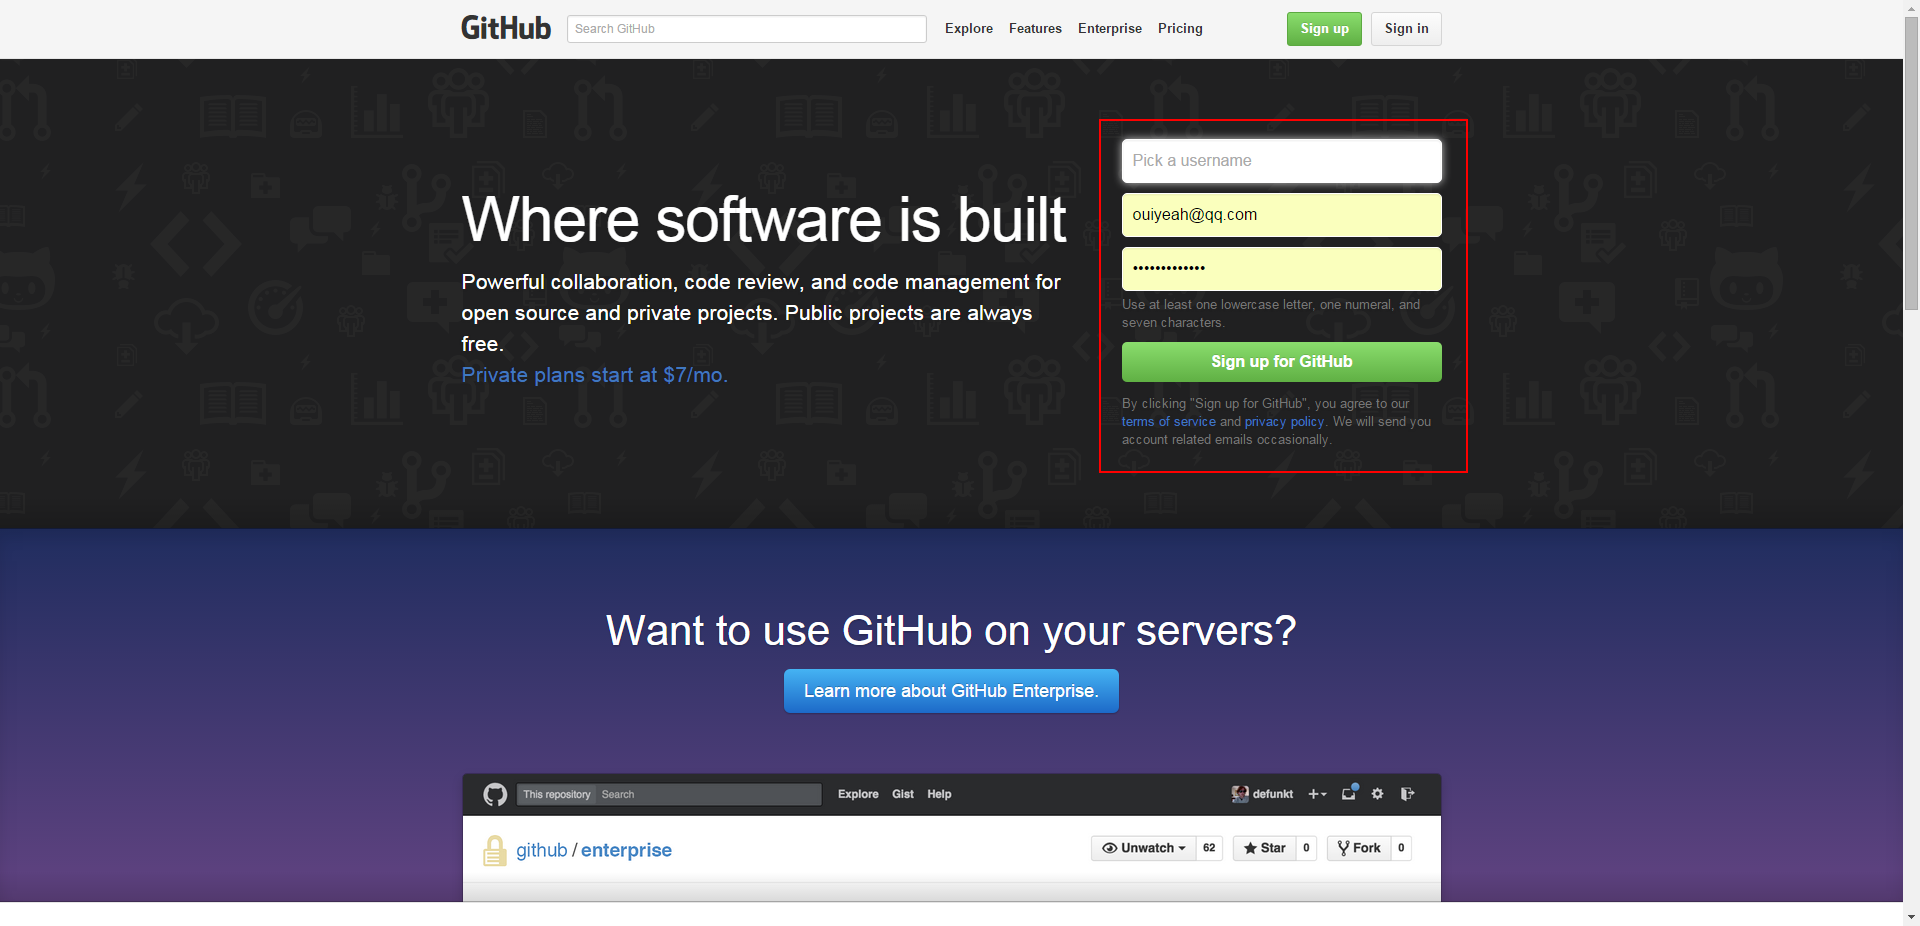 GitHub
Search GitHub
Explore Features Enterprise Pricing
Sign up
Sign in
Pick a username
ouiyeah@qq.com
•••••••••••••
Use at least one lowercase letter, one numeral, and
seven characters.
Sign up for GitHub
By clicking "Sign up for GitHub", you agree to our
terms of service and privacy policy. We will send you
account related emails occasionally.
Where software is built
Powerful collaboration, code review, and code management for
open source and private projects. Public projects are always
free.
Private plans start at $7/mo.
Want to use GitHub on your servers?
Learn more about GitHub Enterprise.
This repository Search
Explore Gist Help
defunkt
github / enterprise
Unwatch 62
Star 0
Fork 0